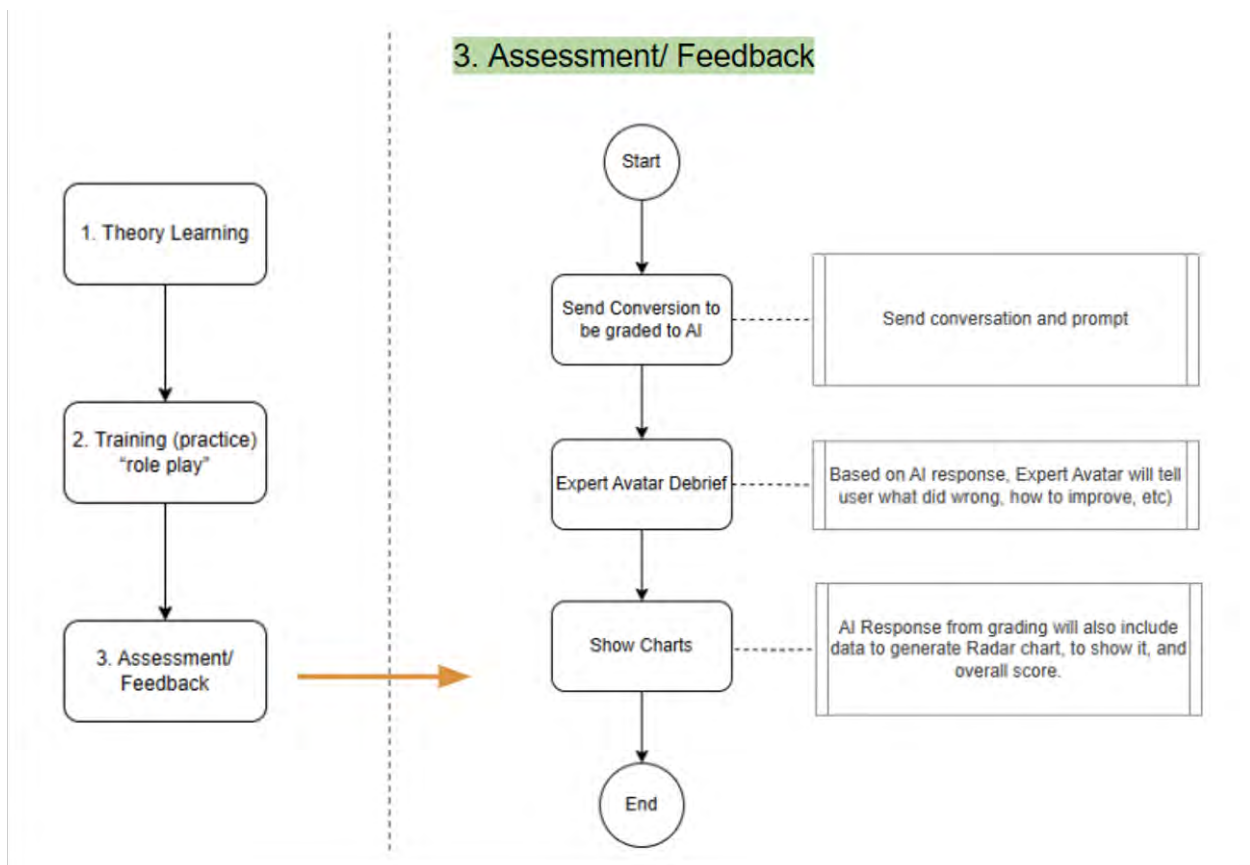 3. Assessment/ Feedback
1. Theory Learning
2. Training (practice)
“role play”
3. Assessment/
Feedback
Start
Send Conversion to
be graded to AI
Send conversation and prompt
Expert Avatar Debrief
Based on AI response, Expert Avatar will tell
user what did wrong, how to improve, etc)
Show Charts
AI Response from grading will also include
data to generate Radar chart, to show it, and
overall score.
End